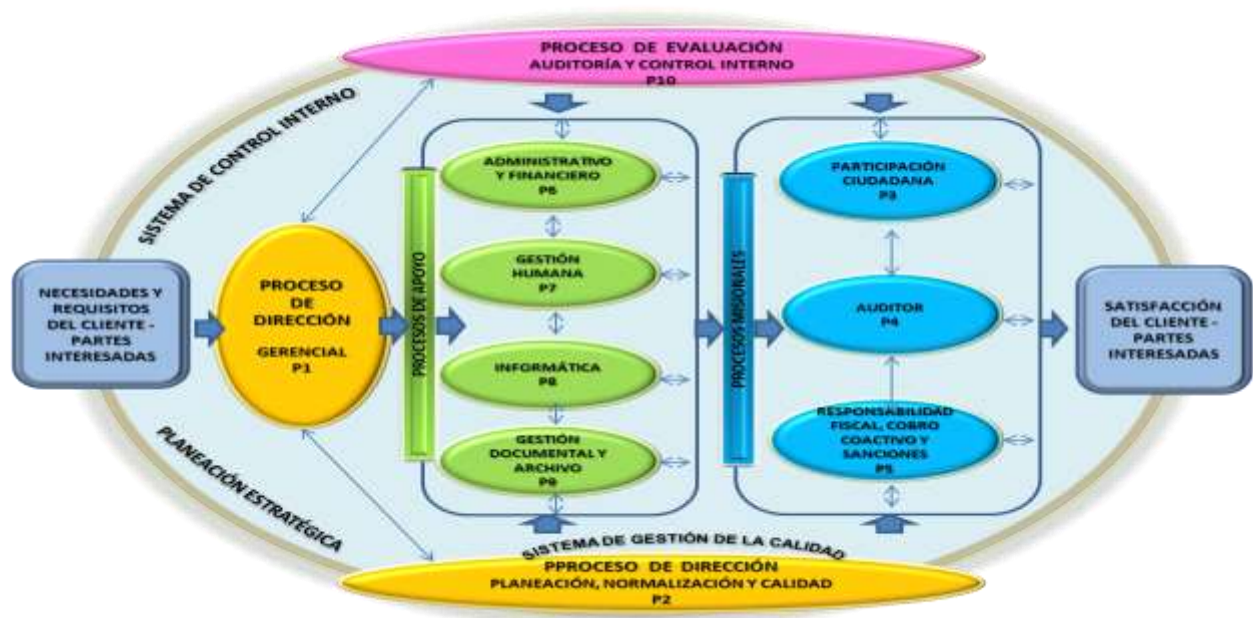 PROCESO DE EVALUACIÓN
AUDITORÍA Y CONTROL INTERNO
P10
SISTEMA DE CONTROL INTERNO
NECESIDADES Y
REQUISITOS
DEL CLIENTE -
PARTES
INTERESADAS
PROCESO
DE
DIRECCIÓN
GERENCIAL
P1
PROCESOS DE APOYO
ADMINISTRATIVO
Y FINANCIERO
P6
GESTIÓN
HUMANA
P7
INFORMÁTICA
P8
GESTIÓN
DOCUMENTAL Y
ARCHIVO
P9
PROCESOS MISIONALES
PARTICIPACIÓN
CIUDADANA
P3
AUDITOR
P4
RESPONSABILIDAD
FISCAL, COBRO
COACTIVO Y
SANCIONES
P5
SATISFACCIÓN
DEL CLIENTE -
PARTES
INTERESADAS
PLANEACIÓN ESTRATÉGICA
SISTEMA DE GESTIÓN DE LA CALIDAD
PPROCESO DE DIRECCIÓN
PLANEACIÓN, NORMALIZACIÓN Y CALIDAD
P2